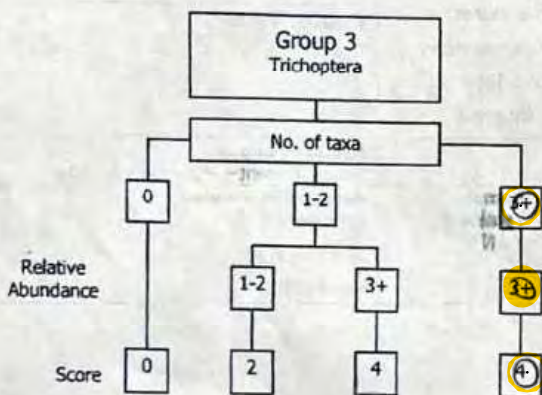 Group 3
Trichoptera
No. of taxa
0
1-2
3+
Relative
Abundance
1-2
3+
3+
Score
0
2
4
4